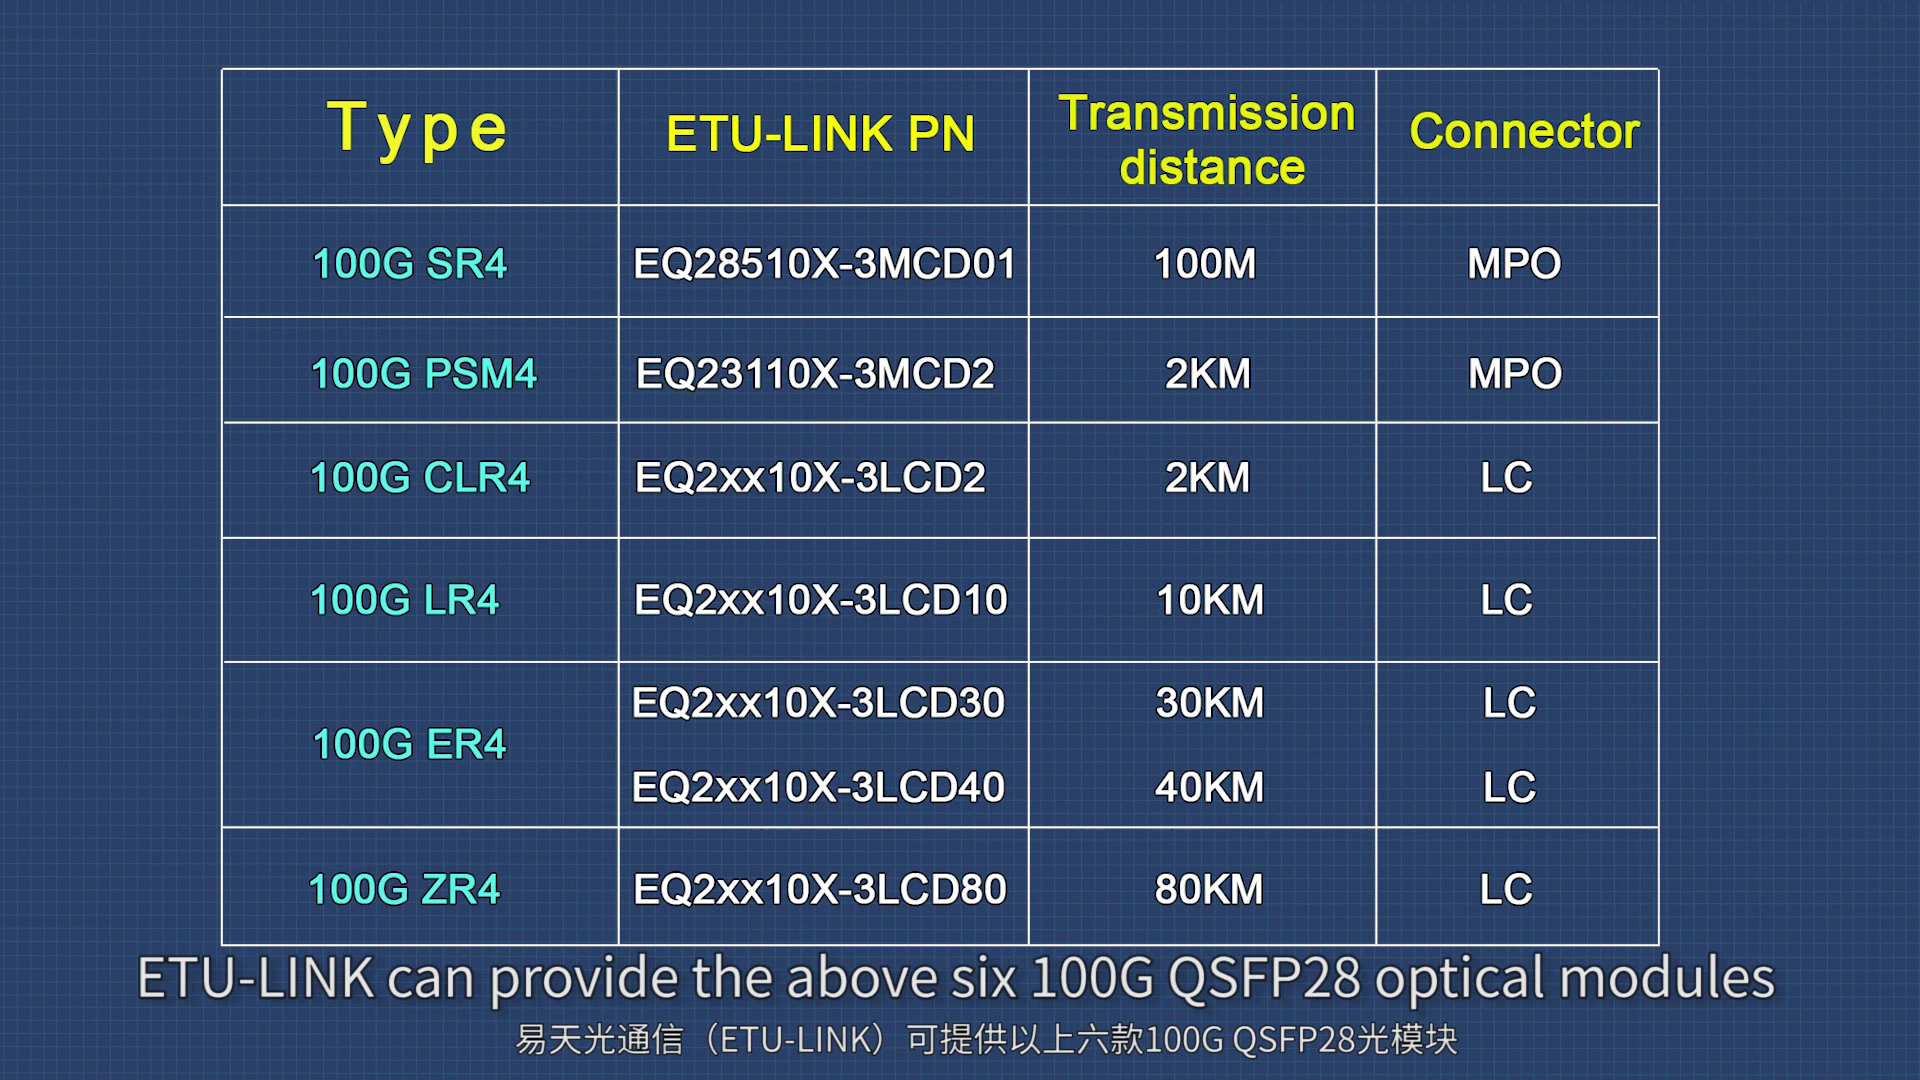 Type ETU-LINK PN Transmission distance Connector
100G SR4 EQ28510X-3MCD01 100M MPO
100G PSM4 EQ23110X-3MCD2 2KM MPO
100G CLR4 EQ2xx10X-3LCD2 2KM LC
100G LR4 EQ2xx10X-3LCD10 10KM LC
100G ER4 EQ2xx10X-3LCD30 30KM LC
EQ2xx10X-3LCD40 40KM LC
100G ZR4 EQ2xx10X-3LCD80 80KM LC
ETU-LINK can provide the above six 100G QSFP28 optical modules
易天光通信（ETU-LINK）可提供以上六款100G QSFP28光模块